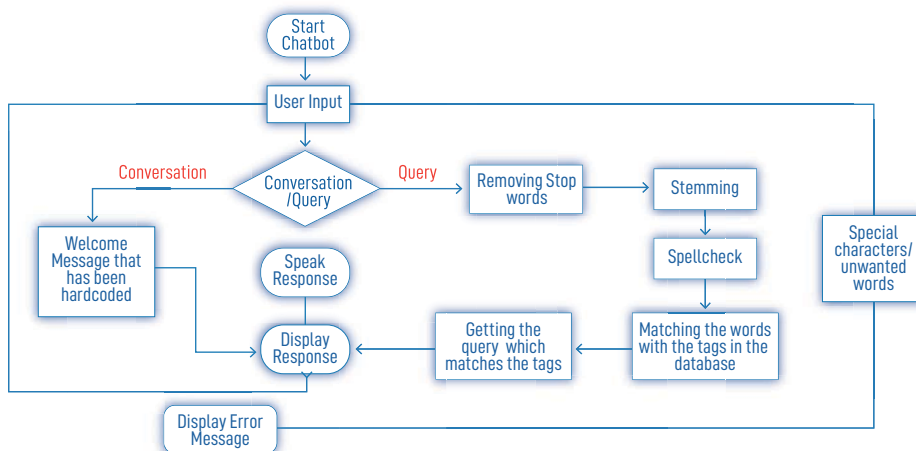 Start
Chatbot
User Input
Conversation
Conversation
/Query
Query
Removing Stop
words
Stemming
Spellcheck
Special
characters/
unwanted
words
Welcome
Message that
has been
hardcoded
Speak
Response
Display
Response
Getting the
query which
matches the tags
Matching the words
with the tags in the
database
Display Error
Message